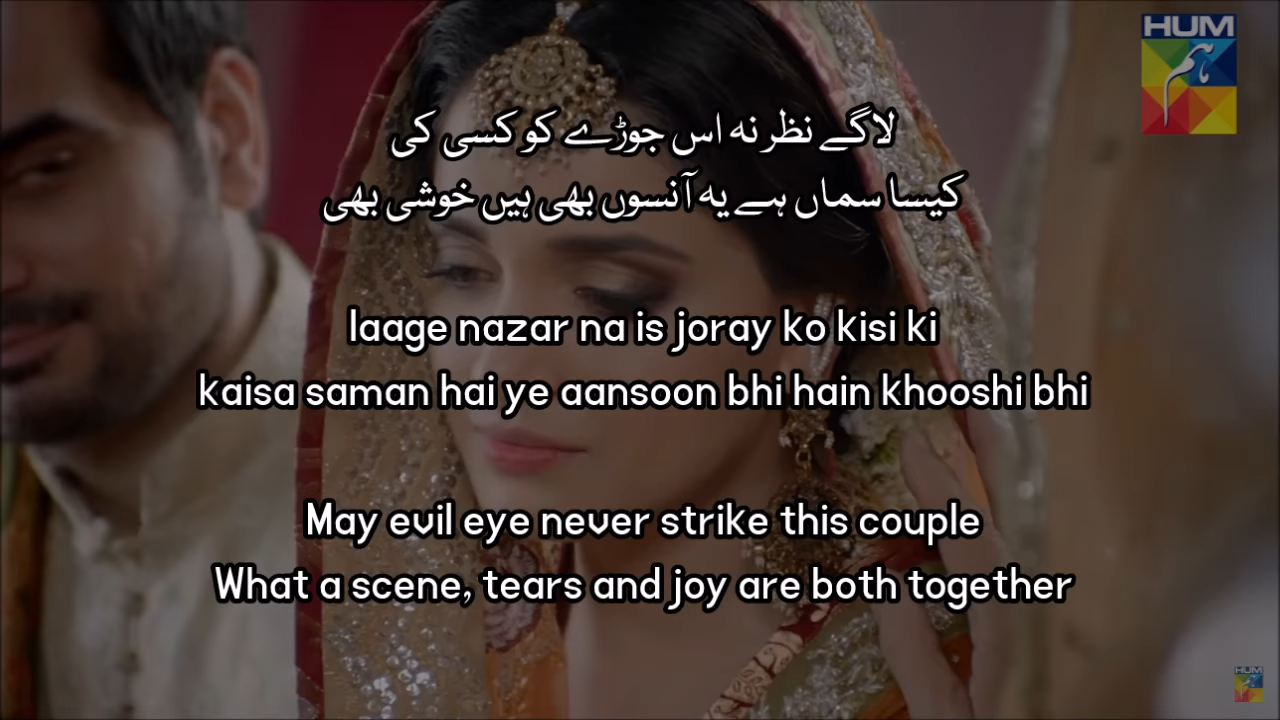 HUM
ہم
لاگے نظر نہ اس جوڑے کو کسی کی
کیسا سماں ہے یہ آنسوں بھی ہیں خوشی بھی
laage nazar na is joray ko kisi ki
kaisa saman hai ye aansoon bhi hain khooshi bhi
May evil eye never strike this couple
What a scene, tears and joy are both together
HUM
ہم